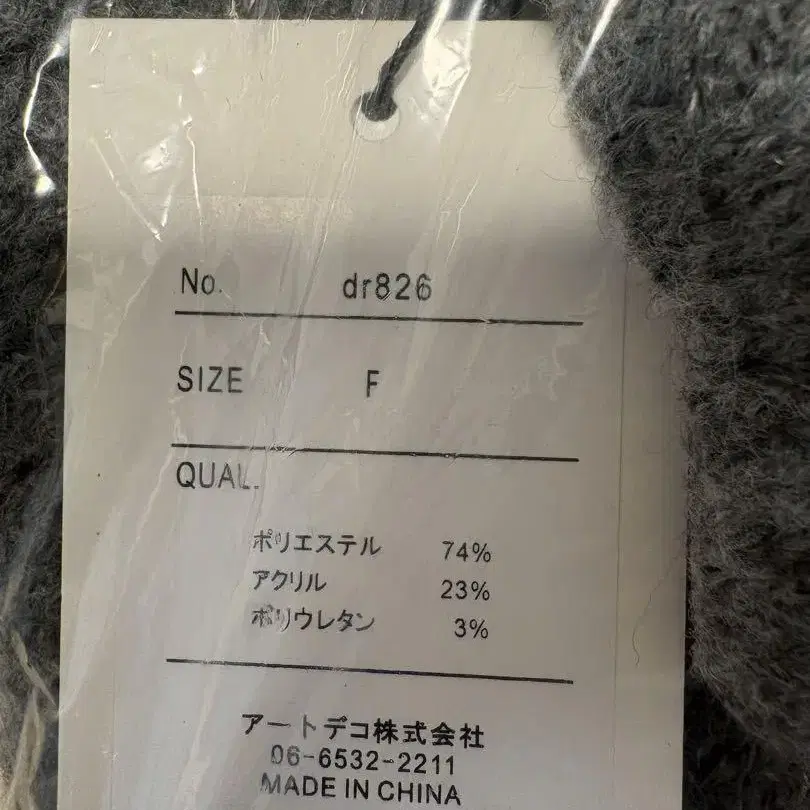 No. dr826
SIZE F
QUAL.
ポリエステル 74%
アクリル 23%
ポリウレタン 3%
アートデコ株式会社
06-6532-2211
MADE IN CHINA